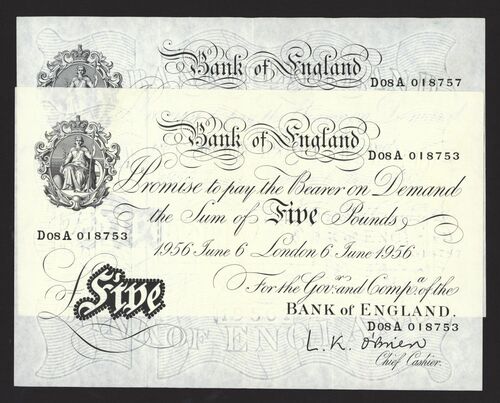 Bank of England
D08A 018757
Bank of England
D08A 018753
I Promise to pay the Bearer on Demand
the Sum of Five Pounds
D08A 018753
1956 June 6 London 6 June 1956
For the Gov.r and Comp.a of the
£ Five
BANK OF ENGLAND.
D08A 018753
L.K. O'Brien
Chief Cashier.